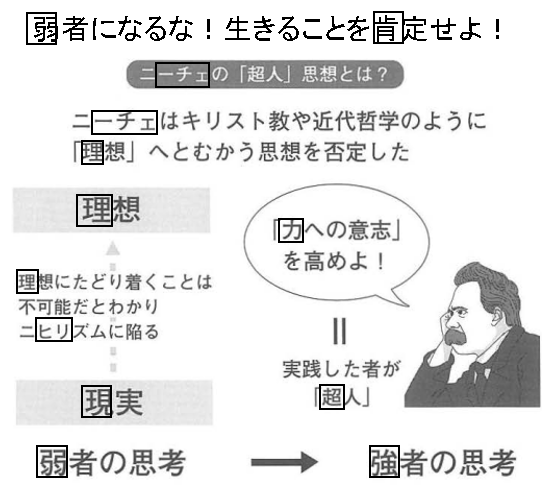 弱者になるな！生きることを肯定せよ！
ニーチェの「超人」思想とは？
ニーチェはキリスト教や近代哲学のように
「理想」へとむかう思想を否定した
理想
理想にたどり着くことは
不可能だとわかり
ニヒリズムに陥る
現実
弱者の思考
「力への意志」
を高めよ！
実践した者が
「超人」
強者の思考